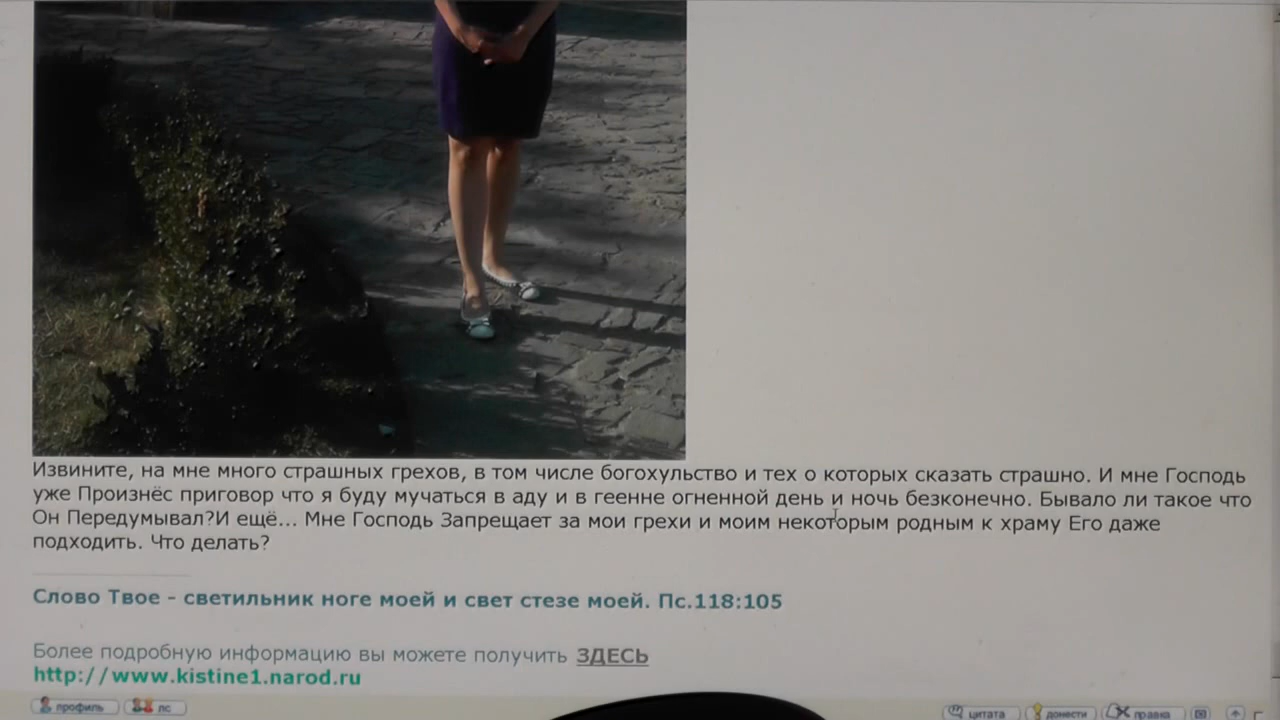 Извините, на мне много страшных грехов, в том числе богохульство и тех о которых сказать страшно. И мне Господь
уже Произнёс приговор что я буду мучаться в аду и в геенне огненной день и ночь безконечно. Бывало ли такое что
Он Передумывал?И ещё... Мне Господь Запрещает за мои грехи и моим некоторым родным к храму Его даже
подходить. Что делать?
Слово Твое - светильник ноге моей и свет стезе моей. Пс.118:105
Более подробную информацию вы можете получить ЗДЕСЬ
http://www.kistine1.narod.ru
профиль лс цитата донести правка